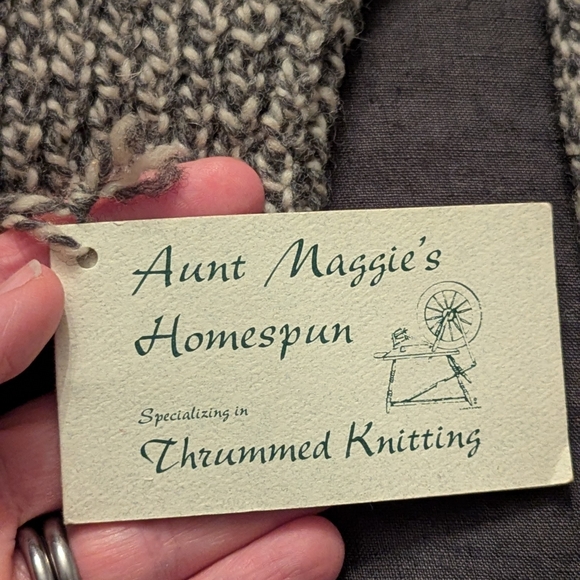 Aunt Maggie's
Homespun
Specializing in
Thrummed Knitting